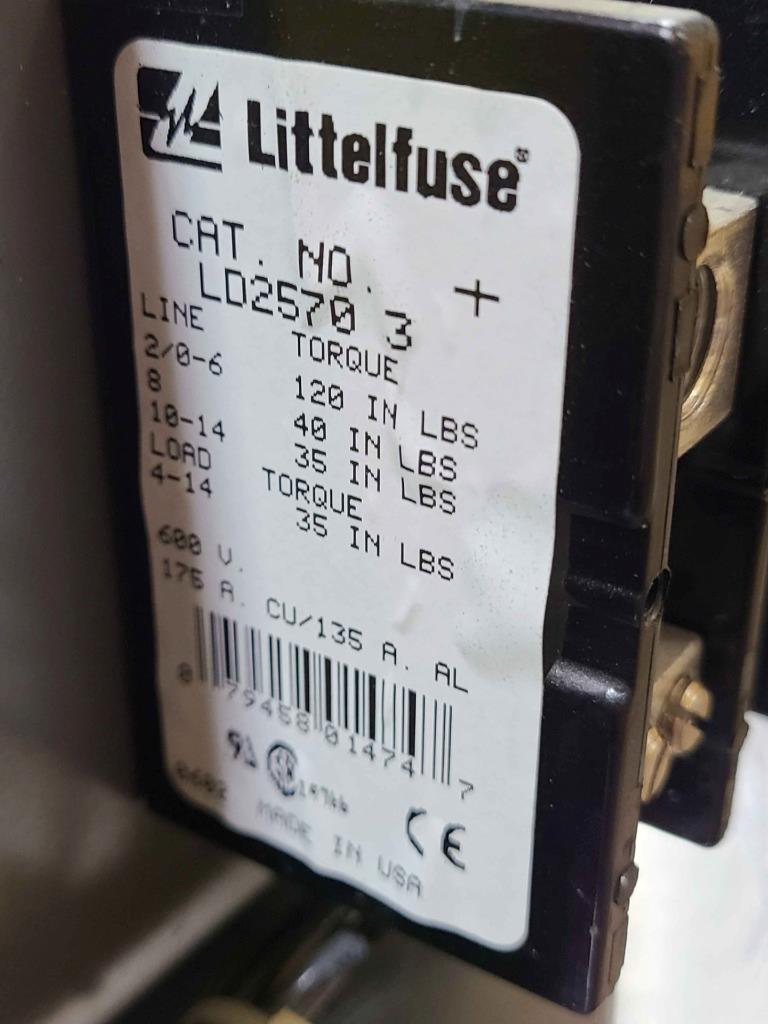 Littelfuse®
CAT. NO. +
LD2570 3
LINE TORQUE
2/0-6 120 IN LBS
8 40 IN LBS
10-14 35 IN LBS
LOAD TORQUE
4-14 35 IN LBS
600 V.
175 A. CU/135 A. AL
0 79458 01474 7
19766
CE
MADE IN USA